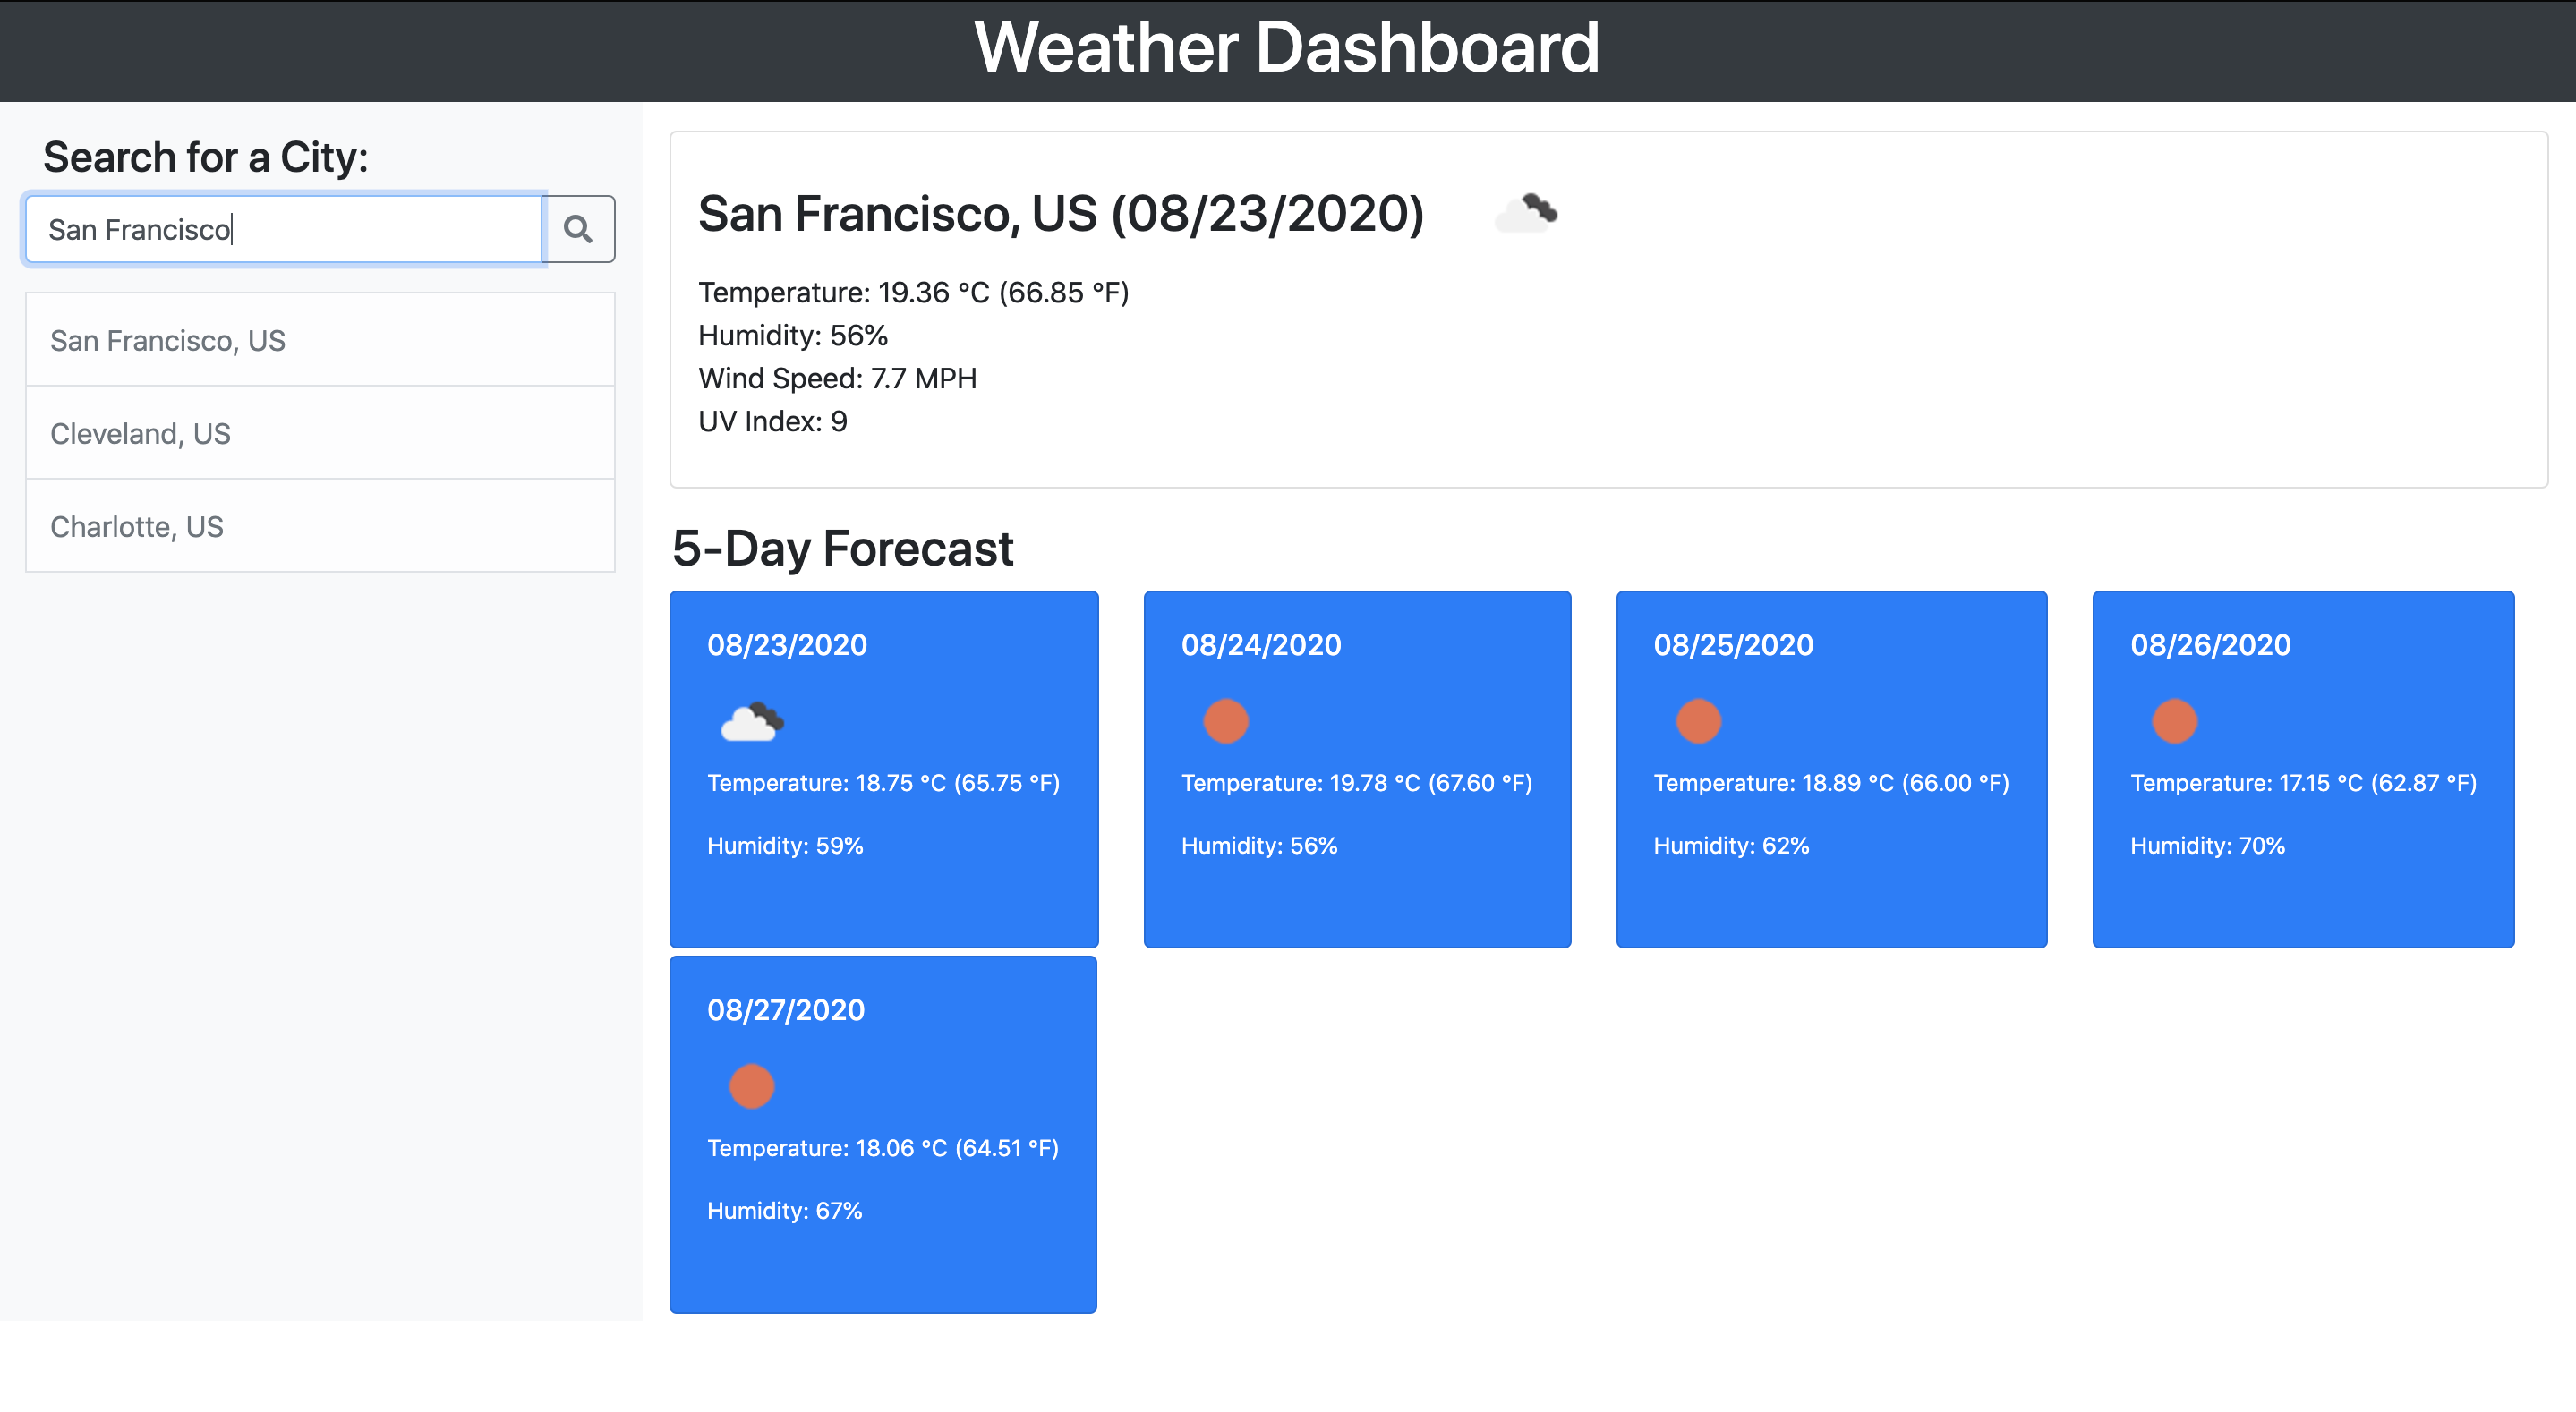 Weather Dashboard
Search for a City:
San Francisco
San Francisco, US
Cleveland, US
Charlotte, US
San Francisco, US (08/23/2020)
Temperature: 19.36 °C (66.85 °F)
Humidity: 56%
Wind Speed: 7.7 MPH
UV Index: 9
5-Day Forecast
08/23/2020
Temperature: 18.75 °C (65.75 °F)
Humidity: 59%
08/24/2020
Temperature: 19.78 °C (67.60 °F)
Humidity: 56%
08/25/2020
Temperature: 18.89 °C (66.00 °F)
Humidity: 62%
08/26/2020
Temperature: 17.15 °C (62.87 °F)
Humidity: 70%
08/27/2020
Temperature: 18.06 °C (64.51 °F)
Humidity: 67%